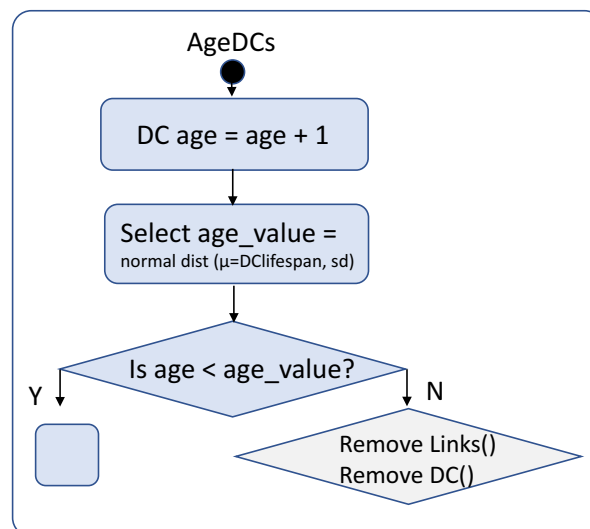 AgeDCs
DC age = age + 1
Select age_value =
normal dist (µ=DClifespan, sd)
Is age < age_value?
Y
N
Remove Links()
Remove DC()